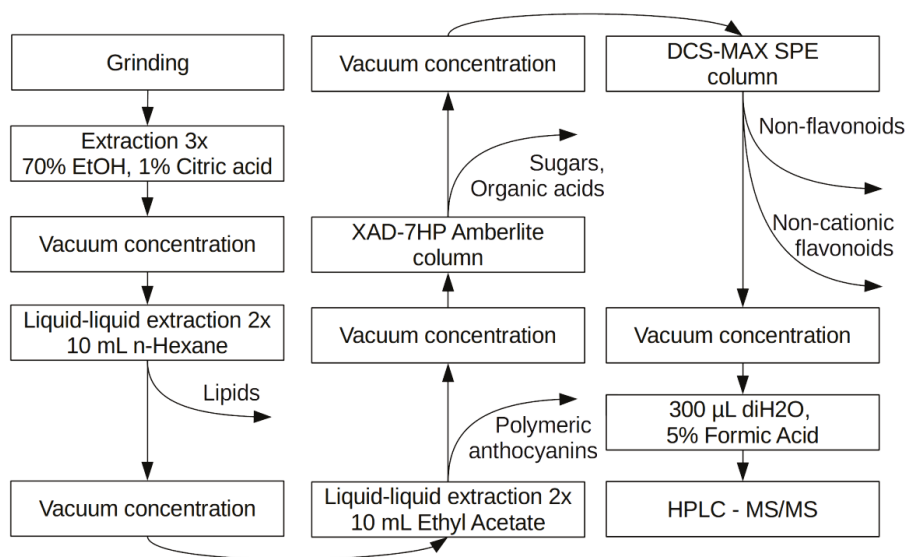 Grinding
Extraction 3x
70% EtOH, 1% Citric acid
Vacuum concentration
Liquid-liquid extraction 2x
10 mL n-Hexane
Lipids
Vacuum concentration
Liquid-liquid extraction 2x
10 mL Ethyl Acetate
Polymeric
anthocyanins
Vacuum concentration
XAD-7HP Amberlite
column
Sugars,
Organic acids
Vacuum concentration
DCS-MAX SPE
column
Non-flavonoids
Non-cationic
flavonoids
Vacuum concentration
300 µL diH2O,
5% Formic Acid
HPLC - MS/MS